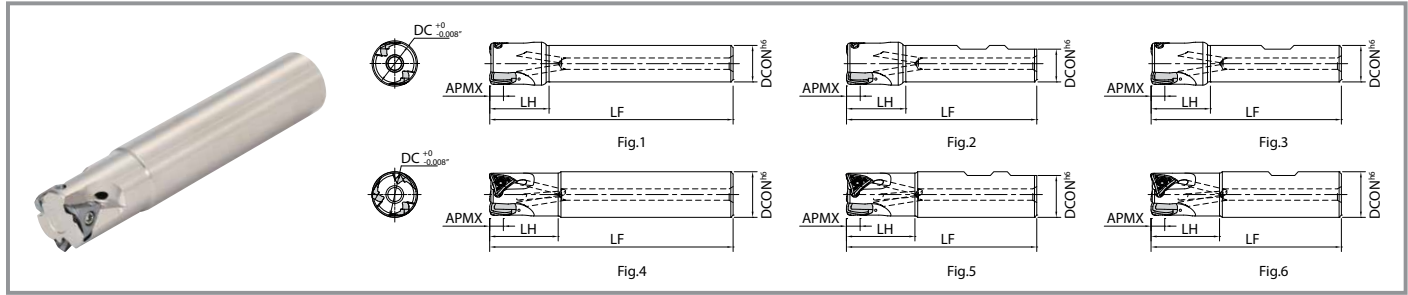 DC +0 -0.008"
APMX
LH
LF
DCON h6
Fig.1
APMX
LH
LF
DCON h6
Fig.2
APMX
LH
LF
DCON h6
Fig.3
DC +0 -0.008"
APMX
LH
LF
DCON h6
Fig.4
APMX
LH
LF
DCON h6
Fig.5
APMX
LH
LF
DCON h6
Fig.6